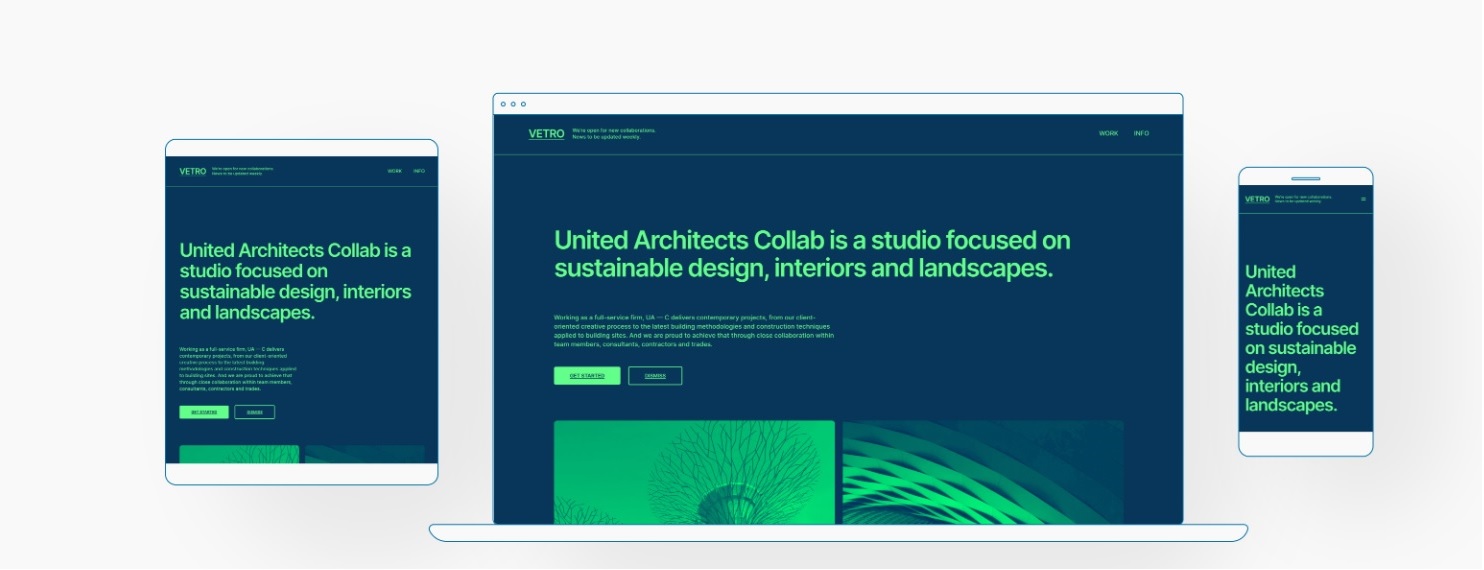 VETRO
We're open for new collaborations.
News to be updated weekly.
WORK
INFO
United Architects Collab is a
studio focused on
sustainable design, interiors
and landscapes.
Working as a full-service firm, UA — C delivers
contemporary projects, from our client-oriented
creative process to the latest building
methodologies and construction techniques applied
to building sites. And we are proud to achieve that
through close collaboration within team members,
consultants, contractors and trades.
GET STARTED
DISMISS
VETRO
We're open for new collaborations.
News to be updated weekly.
WORK
INFO
United Architects Collab is a studio focused on
sustainable design, interiors and landscapes.
Working as a full-service firm, UA — C delivers contemporary projects, from our client-
oriented creative process to the latest building methodologies and construction techniques
applied to building sites. And we are proud to achieve that through close collaboration within
team members, consultants, contractors and trades.
GET STARTED
DISMISS
VETRO
We're open for new collaborations.
News to be updated weekly.
United
Architects
Collab is a
studio focused
on sustainable
design,
interiors and
landscapes.